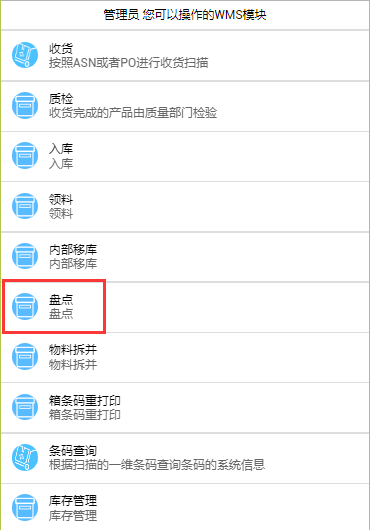 管理员 您可以操作的WMS模块
收货
按照ASN或者PO进行收货扫描
质检
收货完成的产品由质量部门检验
入库
入库
领料
领料
内部移库
内部移库
盘点
盘点
物料拆并
物料拆并
箱条码重打印
箱条码重打印
条码查询
根据扫描的一维条码查询条码的系统信息
库存管理
库存管理